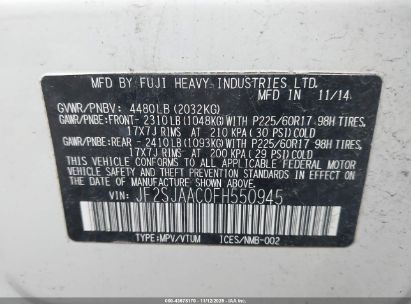 MFD BY FUJI HEAVY INDUSTRIES LTD.
MFD IN 11/14
GVWR/PNBV: 4480LB (2032KG)
GAWR/PNBE:FRONT- 2310LB(1048KG)WITH P225/60R17 98H TIRES,
17X7J RIMS AT 210 KPA (30 PSI) COLD
GAWR/PNBE: REAR- 2410LB(1093KG)WITH P225/60R17 98H TIRES,
17X7J RIMS AT 200 KPA (29 PSI) COLD
THIS VEHICLE CONFORMS TO ALL APPLICABLE FEDERAL MOTOR VEHICLE
SAFETY, BUMPER, AND THEFT PREVENTION STANDARDS
IN EFFECT ON THE DATE OF MANUFACTURE SHOWN ABOVE.
VIN: JF2SJAAC0FH550945
TYPE:MPV/VTUM ICES/NMB-002